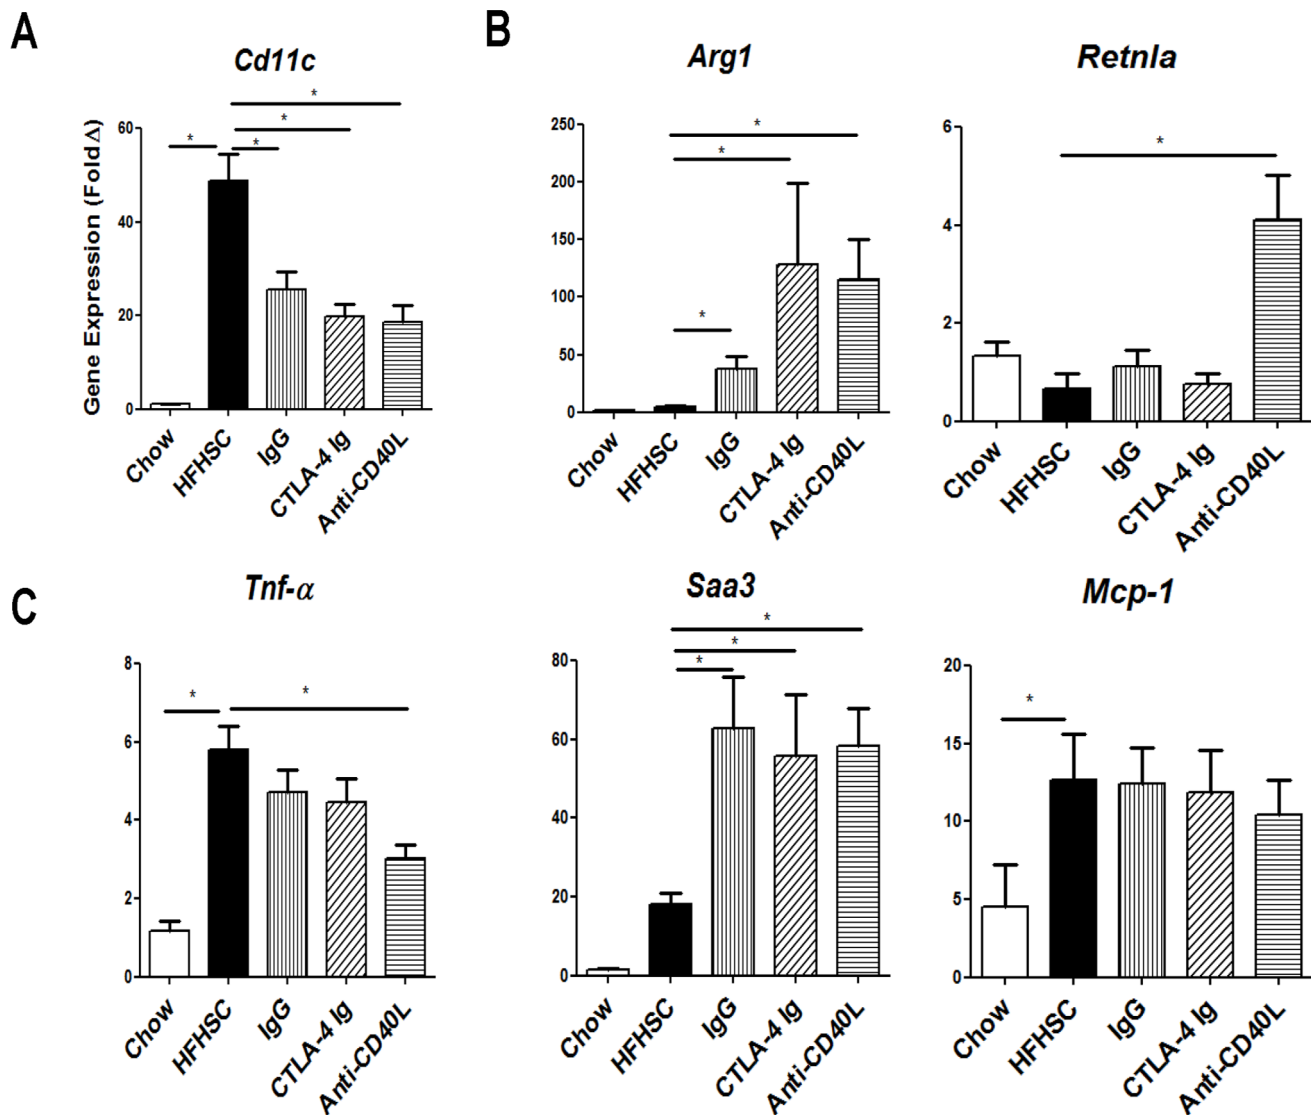 A
Cd11c
*
*
*
*
Gene Expression (Fold Δ)
60
40
20
0
Chow
HFHSC
IgG
CTLA-4 Ig
Anti-CD40L
B
Arg1
*
*
*
250
200
150
100
50
0
Chow
HFHSC
IgG
CTLA-4 Ig
Anti-CD40L
Retnla
*
6
4
2
0
Chow
HFHSC
IgG
CTLA-4 Ig
Anti-CD40L
C
Tnf-α
*
*
8
6
4
2
0
Chow
HFHSC
IgG
CTLA-4 Ig
Anti-CD40L
Saa3
*
*
*
80
60
40
20
0
Chow
HFHSC
IgG
CTLA-4 Ig
Anti-CD40L
Mcp-1
*
20
15
10
5
0
Chow
HFHSC
IgG
CTLA-4 Ig
Anti-CD40L